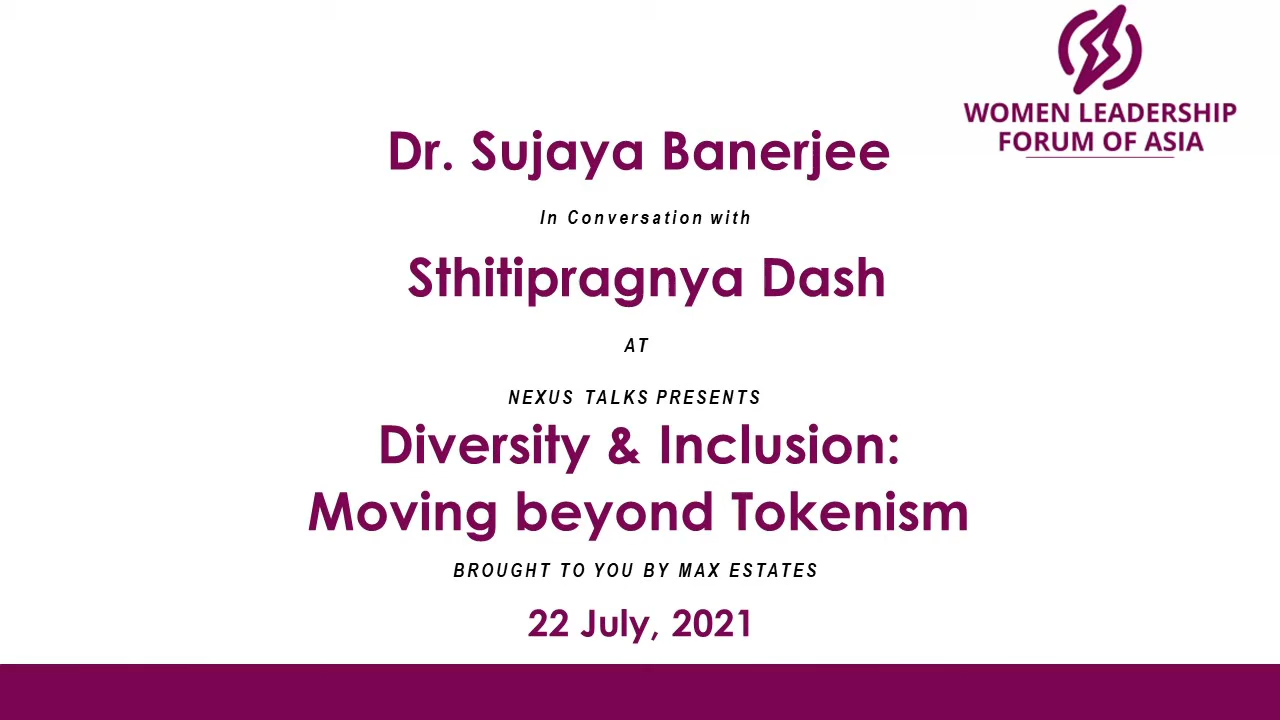 WOMEN LEADERSHIP
FORUM OF ASIA
Dr. Sujaya Banerjee
In Conversation with
Sthitipragnya Dash
AT
NEXUS TALKS PRESENTS
Diversity & Inclusion:
Moving beyond Tokenism
BROUGHT TO YOU BY MAX ESTATES
22 July, 2021